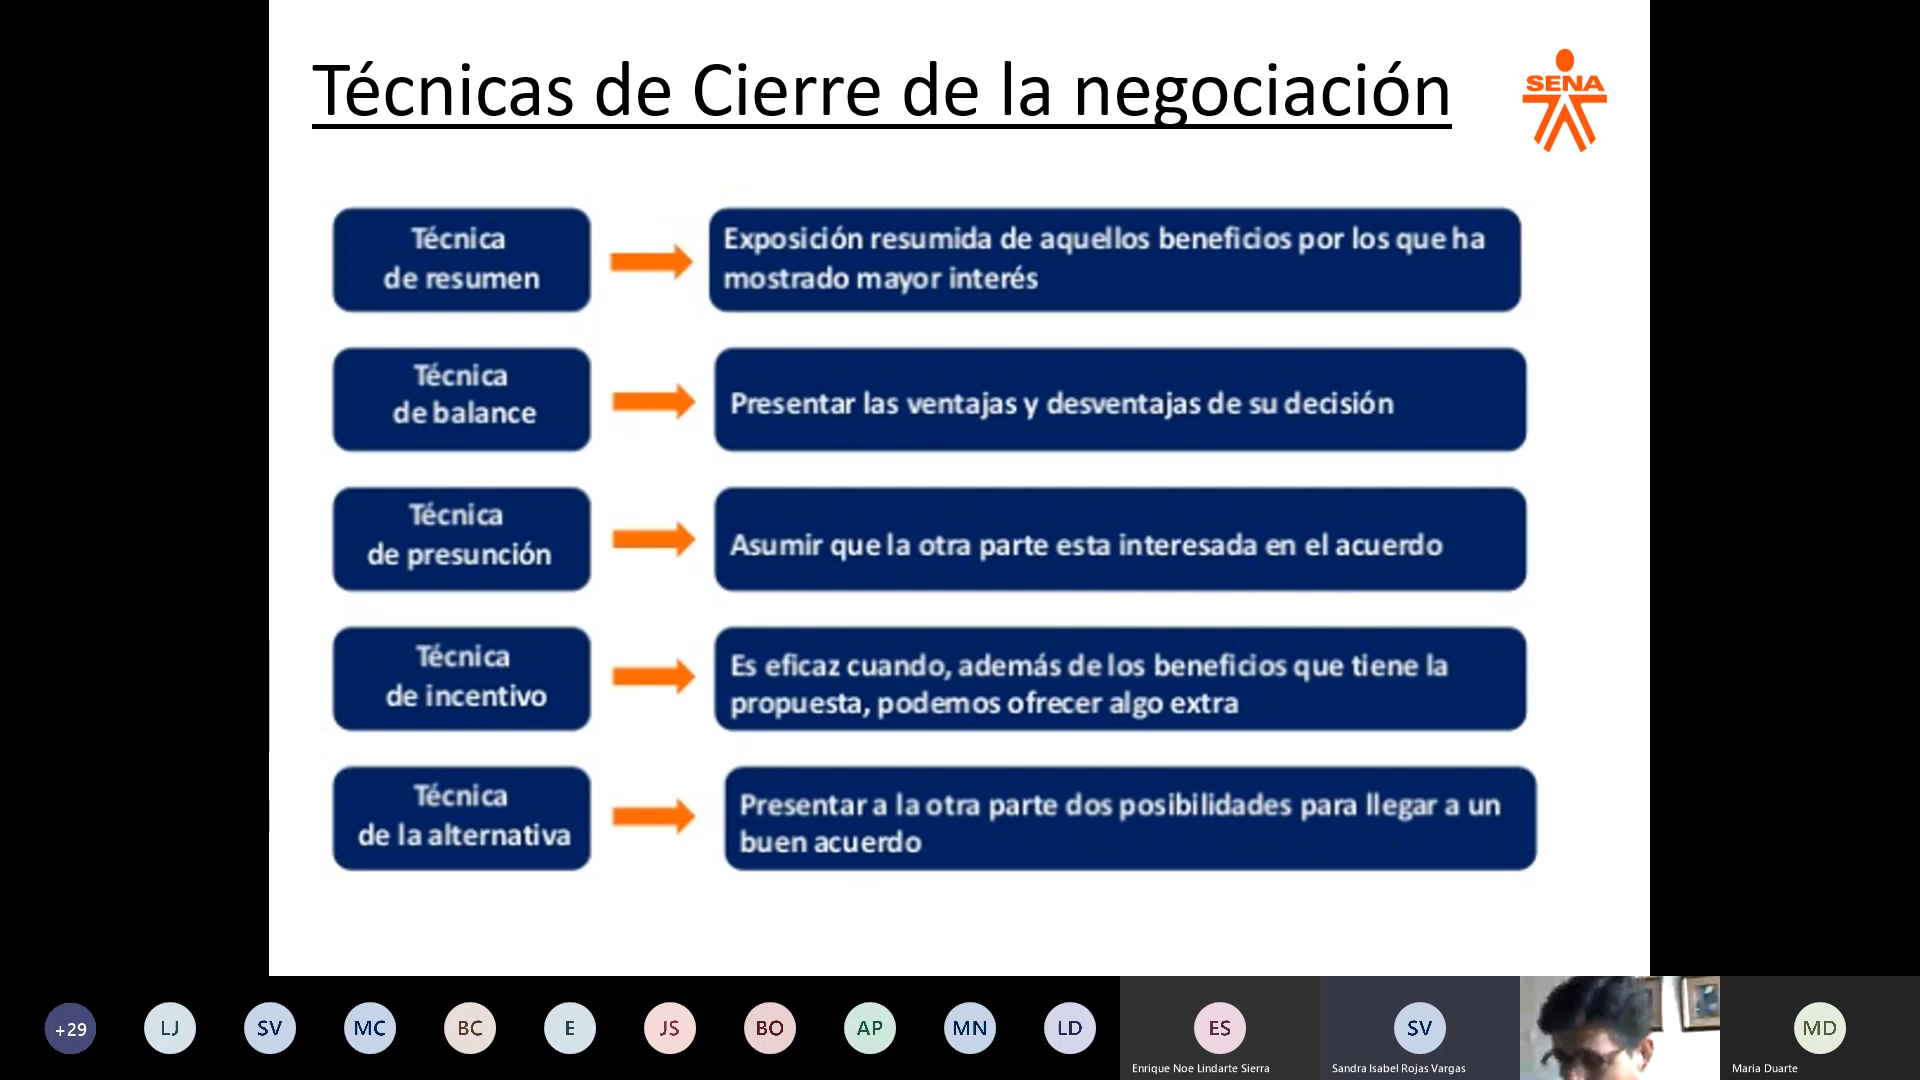 Técnicas de Cierre de la negociación
SENA
Técnica
de resumen
Exposición resumida de aquellos beneficios por los que ha
mostrado mayor interés
Técnica
de balance
Presentar las ventajas y desventajas de su decisión
Técnica
de presunción
Asumir que la otra parte esta interesada en el acuerdo
Técnica
de incentivo
Es eficaz cuando, además de los beneficios que tiene la
propuesta, podemos ofrecer algo extra
Técnica
de la alternativa
Presentar a la otra parte dos posibilidades para llegar a un
buen acuerdo
+29
LJ
SV
MC
BC
E
JS
BO
AP
MN
LD
ES
Enrique Noe Lindarte Sierra
SV
Sandra Isabel Rojas Vargas
MD
Maria Duarte